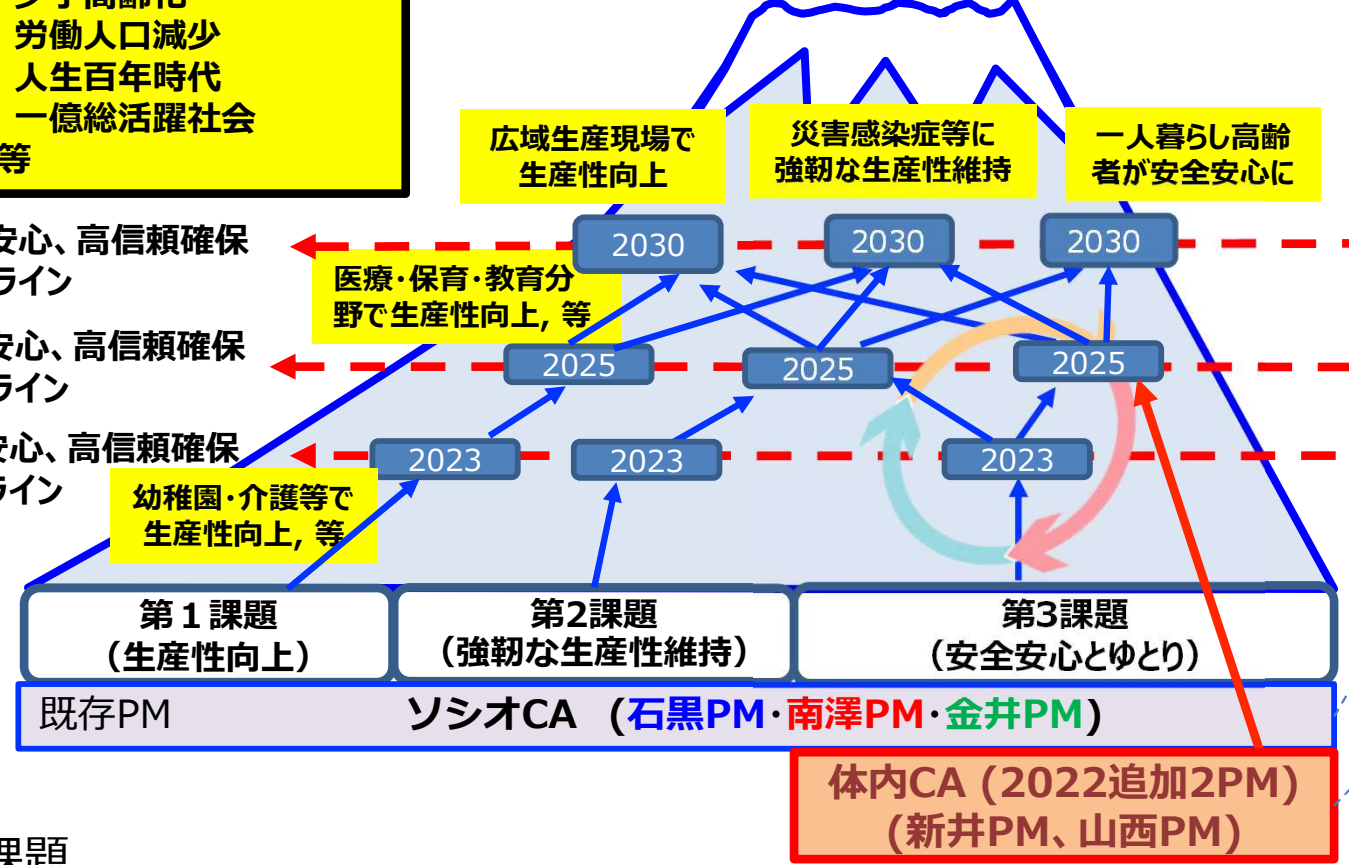 少子高齢化
労働人口減少
人生百年時代
一億総活躍社会
等
広域生産現場で
生産性向上
災害感染症等に
強靭な生産性維持
一人暮らし高齢
者が安全安心に
安心、高信頼確保
ライン
2030
2030
2030
医療・保育・教育分
野で生産性向上, 等
安心、高信頼確保
ライン
2025
2025
2025
安心、高信頼確保
ライン
2023
2023
2023
幼稚園・介護等で
生産性向上, 等
第１課題
（生産性向上）
第2課題
（強靭な生産性維持）
第3課題
（安全安心とゆとり）
既存PM
ソシオCA (石黒PM・南澤PM・金井PM)
体内CA (2022追加2PM)
(新井PM、山西PM)
課題